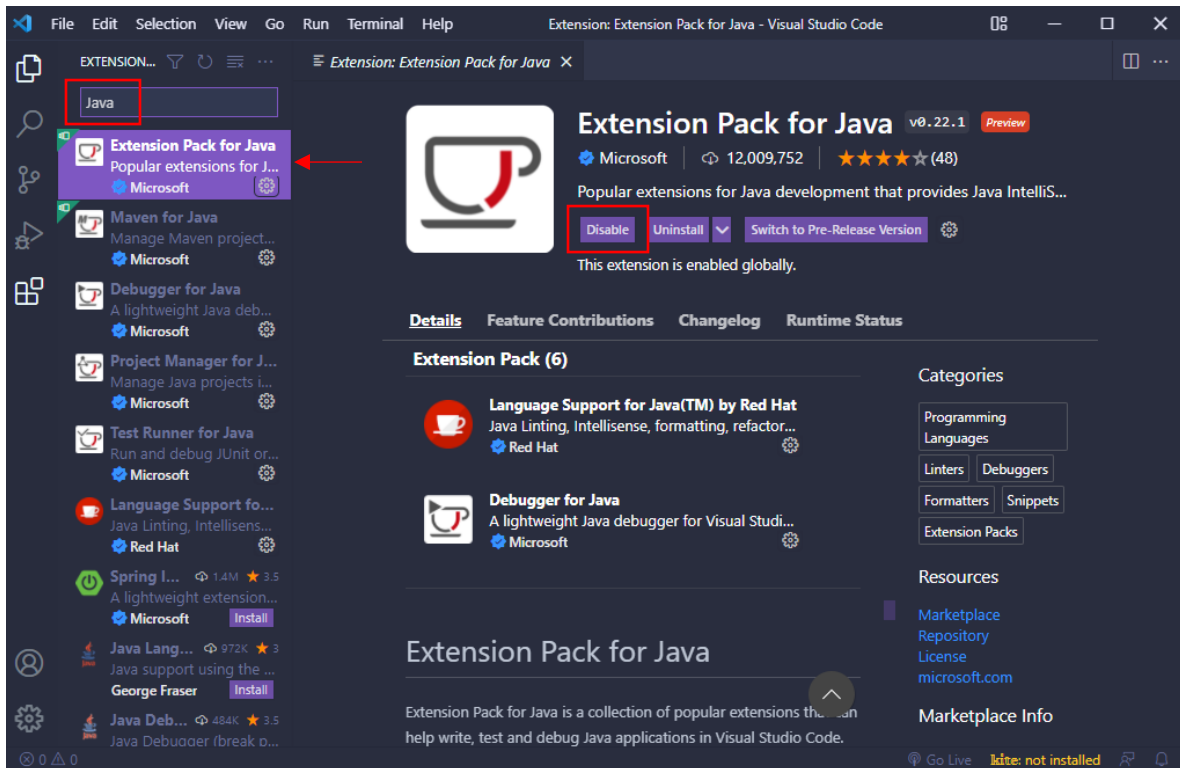 File Edit Selection View Go Run Terminal Help Extension: Extension Pack for Java - Visual Studio Code
EXTENSION...
Java
Extension Pack for Java
Popular extensions for J...
Microsoft
Maven for Java
Manage Maven project...
Microsoft
Debugger for Java
A lightweight Java deb...
Microsoft
Project Manager for J...
Manage Java projects i...
Microsoft
Test Runner for Java
Run and debug JUnit or...
Microsoft
Language Support fo...
Java Linting, Intellisens...
Red Hat
Spring I... 1.4M 3.5
A lightweight extension...
Microsoft Install
Java Lang... 972K 3
Java support using the ...
George Fraser Install
Java Deb... 484K 3.5
Java Debugger (break p...
Extension: Extension Pack for Java
Extension Pack for Java v0.22.1 Preview
Microsoft 12,009,752 (48)
Popular extensions for Java development that provides Java IntelliS...
Disable Uninstall Switch to Pre-Release Version
This extension is enabled globally.
Details Feature Contributions Changelog Runtime Status
Extension Pack (6)
Language Support for Java(TM) by Red Hat
Java Linting, Intellisense, formatting, refactor...
Red Hat
Debugger for Java
A lightweight Java debugger for Visual Studi...
Microsoft
Extension Pack for Java
Extension Pack for Java is a collection of popular extensions that can
help write, test and debug Java applications in Visual Studio Code.
Categories
Programming
Languages
Linters Debuggers
Formatters Snippets
Extension Packs
Resources
Marketplace
Repository
License
microsoft.com
Marketplace Info
0 0 Go Live kite: not installed